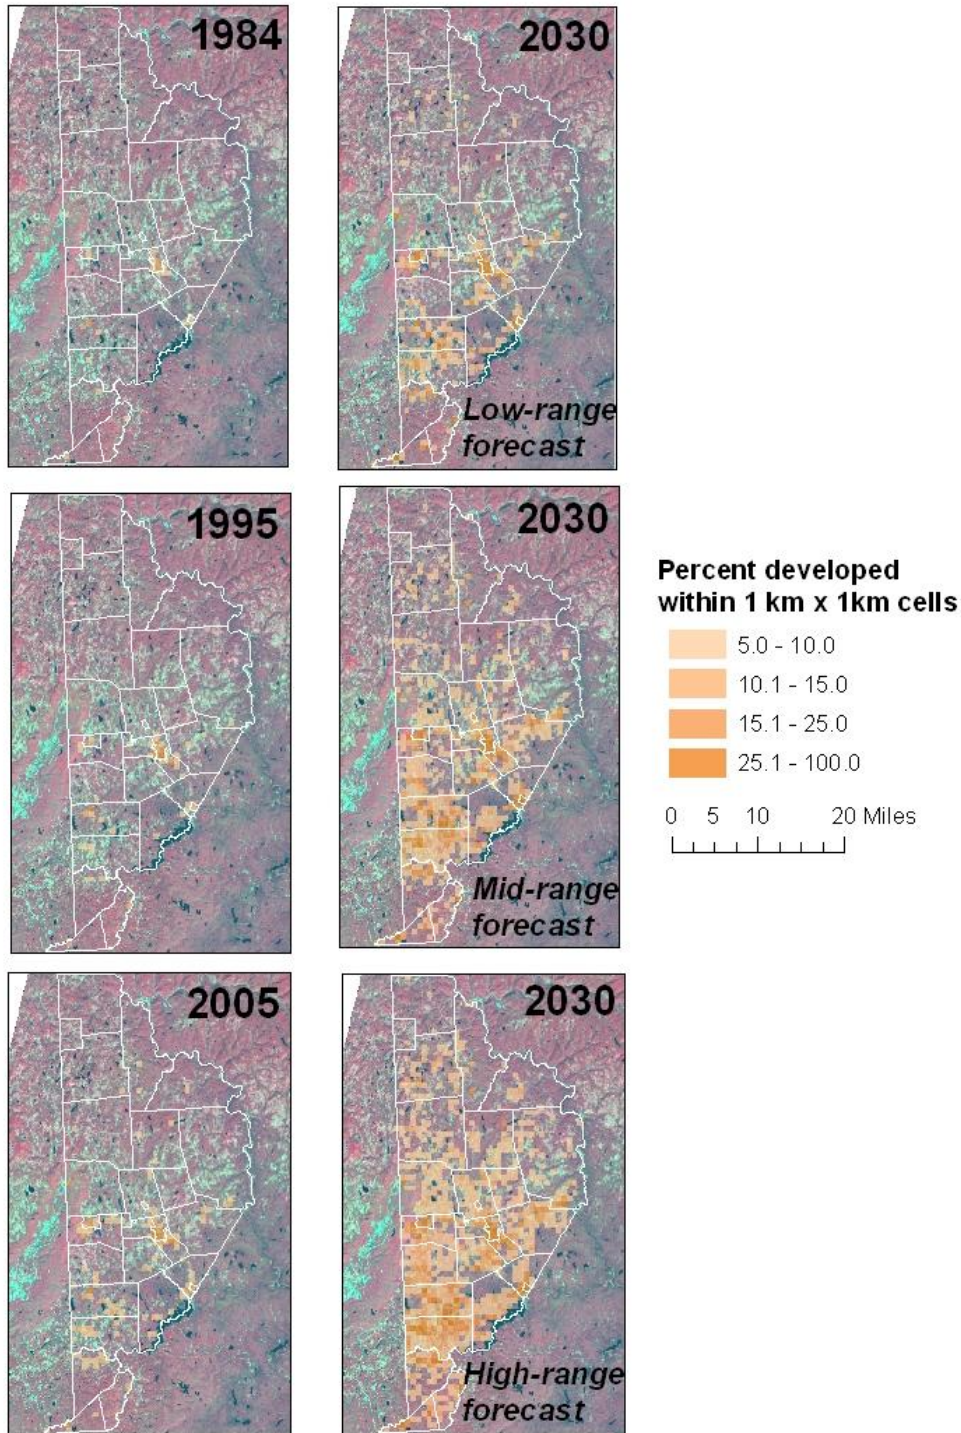 1984
2030
Low-range
forecast
1995
2030
Mid-range
forecast
2005
2030
High-range
forecast
Percent developed
within 1 km x 1km cells
5.0 - 10.0
10.1 - 15.0
15.1 - 25.0
25.1 - 100.0
0 5 10 20 Miles